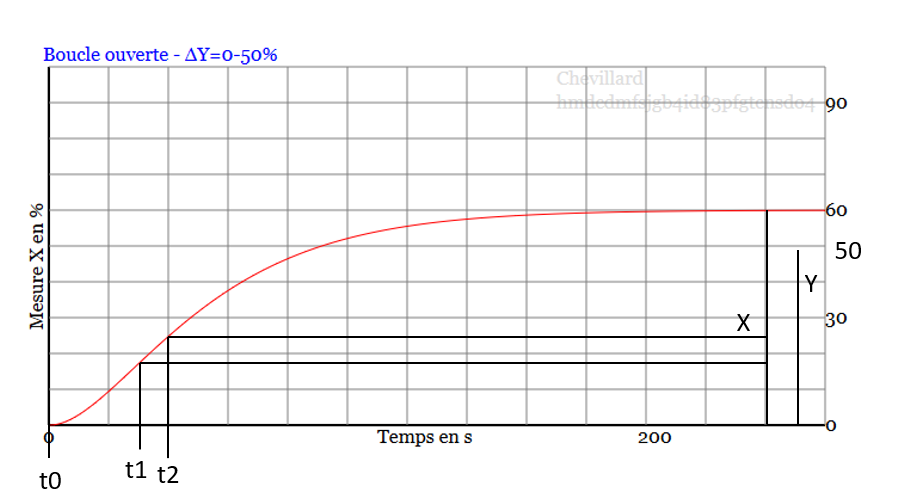 Boucle ouverte - ΔY=0-50%
Chevillard
90
60
50
Y
X
30
Mesure X en %
0
0
Temps en s
200
t0
t1
t2